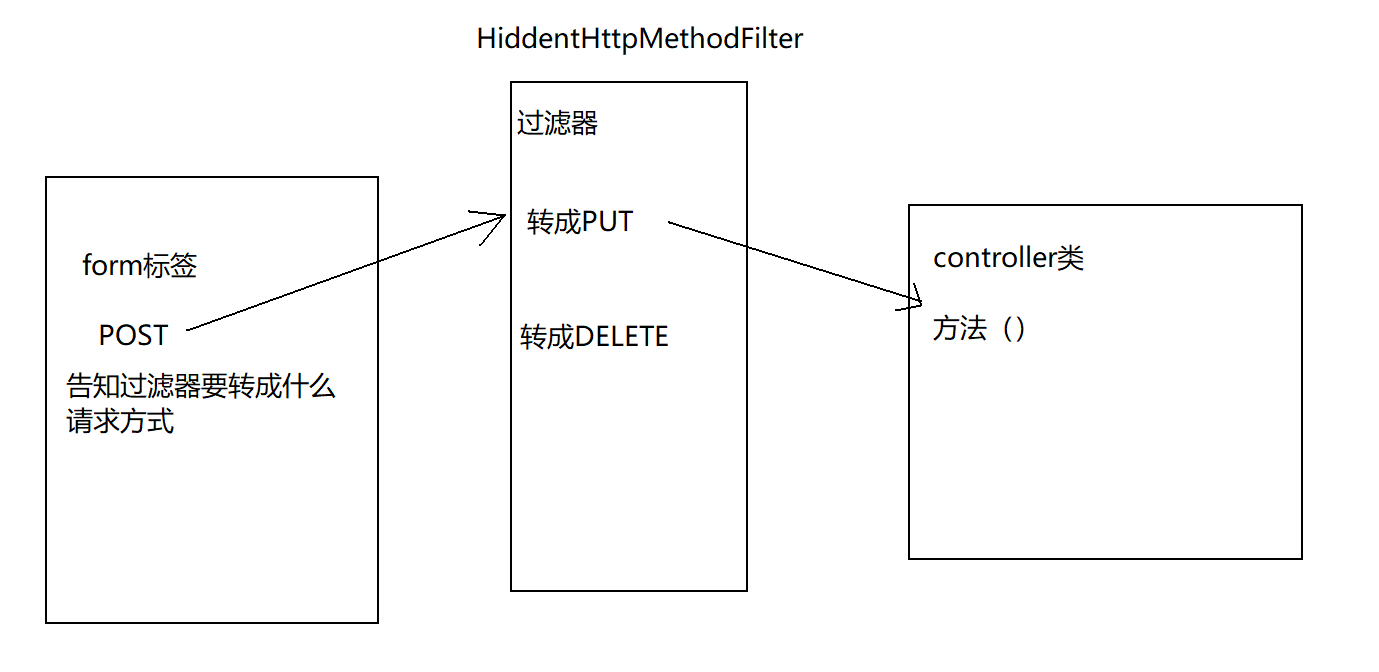 HiddentHttpMethodFilter
过滤器
转成PUT
转成DELETE
form标签
POST
告知过滤器要转成什么
请求方式
controller类
方法（）